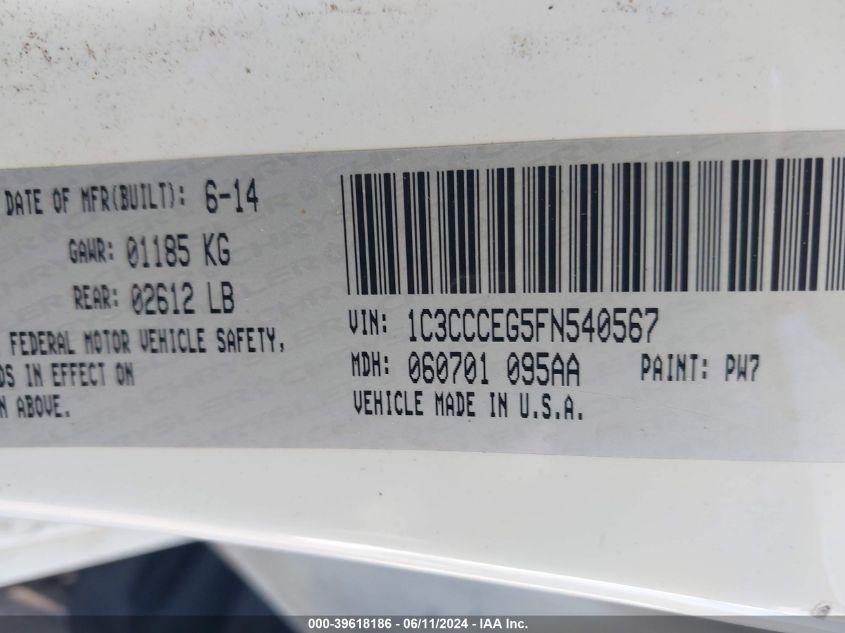 DATE OF MFR(BUILT): 6-14
GAWR: 01185 KG
REAR: 02612 LB
FEDERAL MOTOR VEHICLE SAFETY,
DS IN EFFECT ON
N ABOVE.
VIN: 1C3CCCEG5FN540567
MDH: 060701 095AA PAINT: PW7
VEHICLE MADE IN U.S.A.
000-39618186 - 06/11/2024 - IAA Inc.